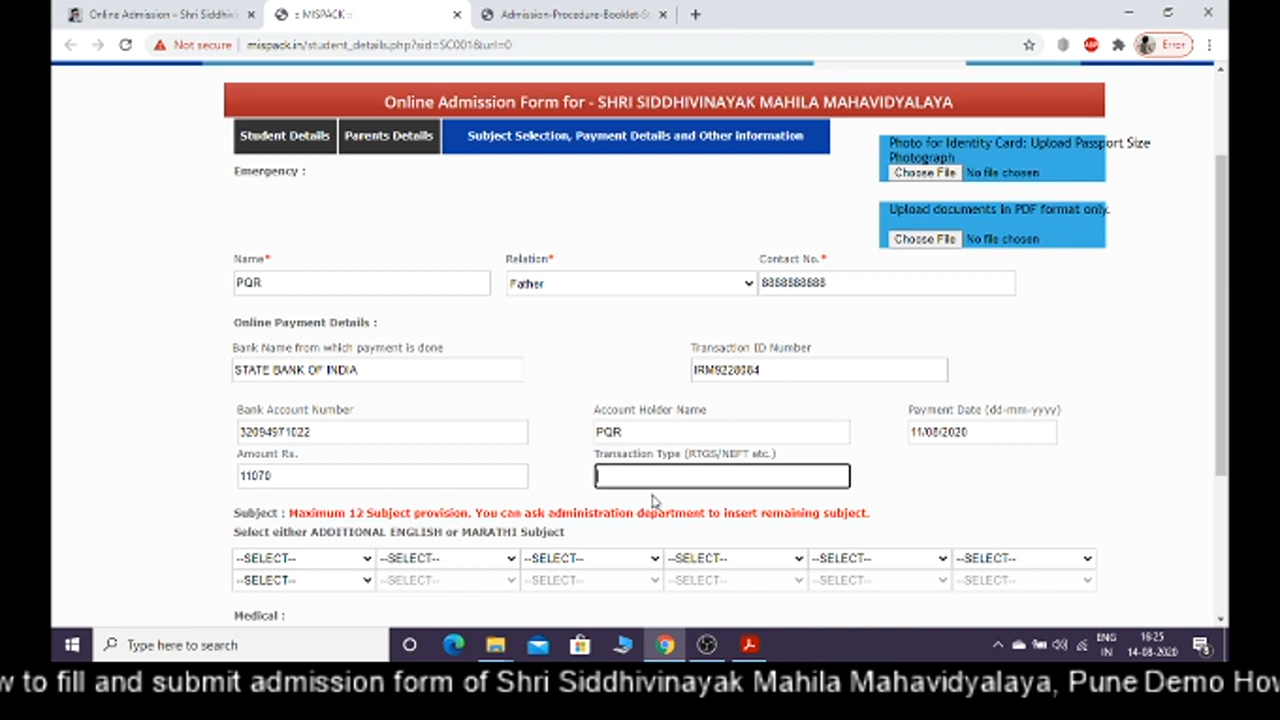 Online Admission – Shri Siddhivi
:: MISPACK ::
Admission-Procedure-Booklet-S
Not secure
mispack.in/student_details.php?sid=SC001&url=0
ABP
Error
Online Admission Form for - SHRI SIDDHIVINAYAK MAHILA MAHAVIDYALAYA
Student Details
Parents Details
Subject Selection, Payment Details and Other information
Photo for Identity Card: Upload Passport Size
Photograph
Choose File No file chosen
Emergency :
Upload documents in PDF format only.
Choose File No file chosen
Name* Relation* Contact No.*
PQR Father 8888888888
Online Payment Details :
Bank Name from which payment is done Transaction ID Number
STATE BANK OF INDIA IRM9228084
Bank Account Number Account Holder Name Payment Date (dd-mm-yyyy)
32094971022 PQR 11/08/2020
Amount Rs. Transaction Type (RTGS/NEFT etc.)
11070
Subject : Maximum 12 Subject provision. You can ask administration department to insert remaining subject.
Select either ADDITIONAL ENGLISH or MARATHI Subject
--SELECT-- --SELECT-- --SELECT-- --SELECT-- --SELECT-- --SELECT--
--SELECT-- --SELECT-- --SELECT-- --SELECT-- --SELECT-- --SELECT--
Medical :
Type here to search
ENG
IN
16:25
14-08-2020
w to fill and submit admission form of Shri Siddhivinayak Mahila Mahavidyalaya, Pune Demo How